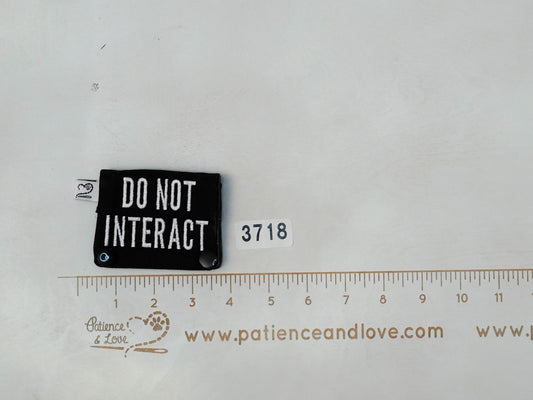 DO NOT
INTERACT
3718
1 2 3 4 5 6 7 8 9 10 11
Patience
& Love
www.patienceandlove.com
www.p